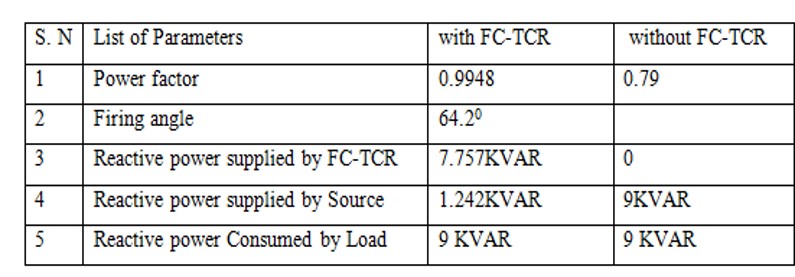 S. N List of Parameters with FC-TCR without FC-TCR
1 Power factor 0.9948 0.79
2 Firing angle 64.2⁰
3 Reactive power supplied by FC-TCR 7.757KVAR 0
4 Reactive power supplied by Source 1.242KVAR 9KVAR
5 Reactive power Consumed by Load 9 KVAR 9 KVAR